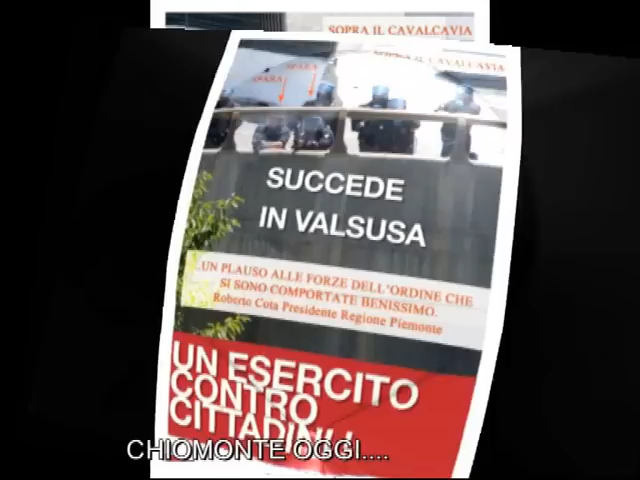 SOPRA IL CAVALCAVIA
SOPRA IL CAVALCAVIA
SPARA
SPARA
SUCCEDE
IN VALSUSA
..UN PLAUSO ALLE FORZE DELL'ORDINE CHE
SI SONO COMPORTATE BENISSIMO.
Roberto Cota Presidente Regione Piemonte
UN ESERCITO
CONTRO
CITTADINI
CHIOMONTE OGGI....